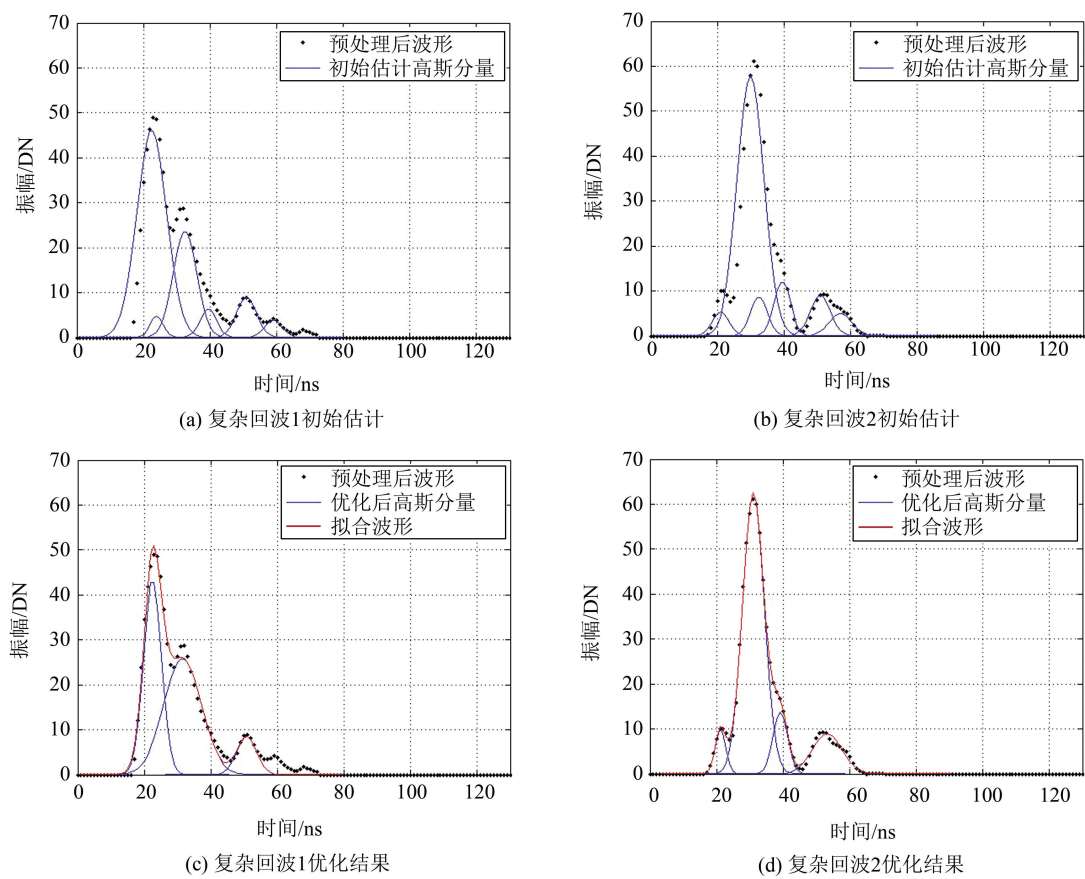 70
60
50
40
30
20
10
0
振幅/DN
预处理后波形
初始估计高斯分量
0 20 40 60 80 100 120
时间/ns
(a) 复杂回波1初始估计
70
60
50
40
30
20
10
0
振幅/DN
预处理后波形
初始估计高斯分量
0 20 40 60 80 100 120
时间/ns
(b) 复杂回波2初始估计
70
60
50
40
30
20
10
0
振幅/DN
预处理后波形
优化后高斯分量
拟合波形
0 20 40 60 80 100 120
时间/ns
(c) 复杂回波1优化结果
70
60
50
40
30
20
10
0
振幅/DN
预处理后波形
优化后高斯分量
拟合波形
0 20 40 60 80 100 120
时间/ns
(d) 复杂回波2优化结果